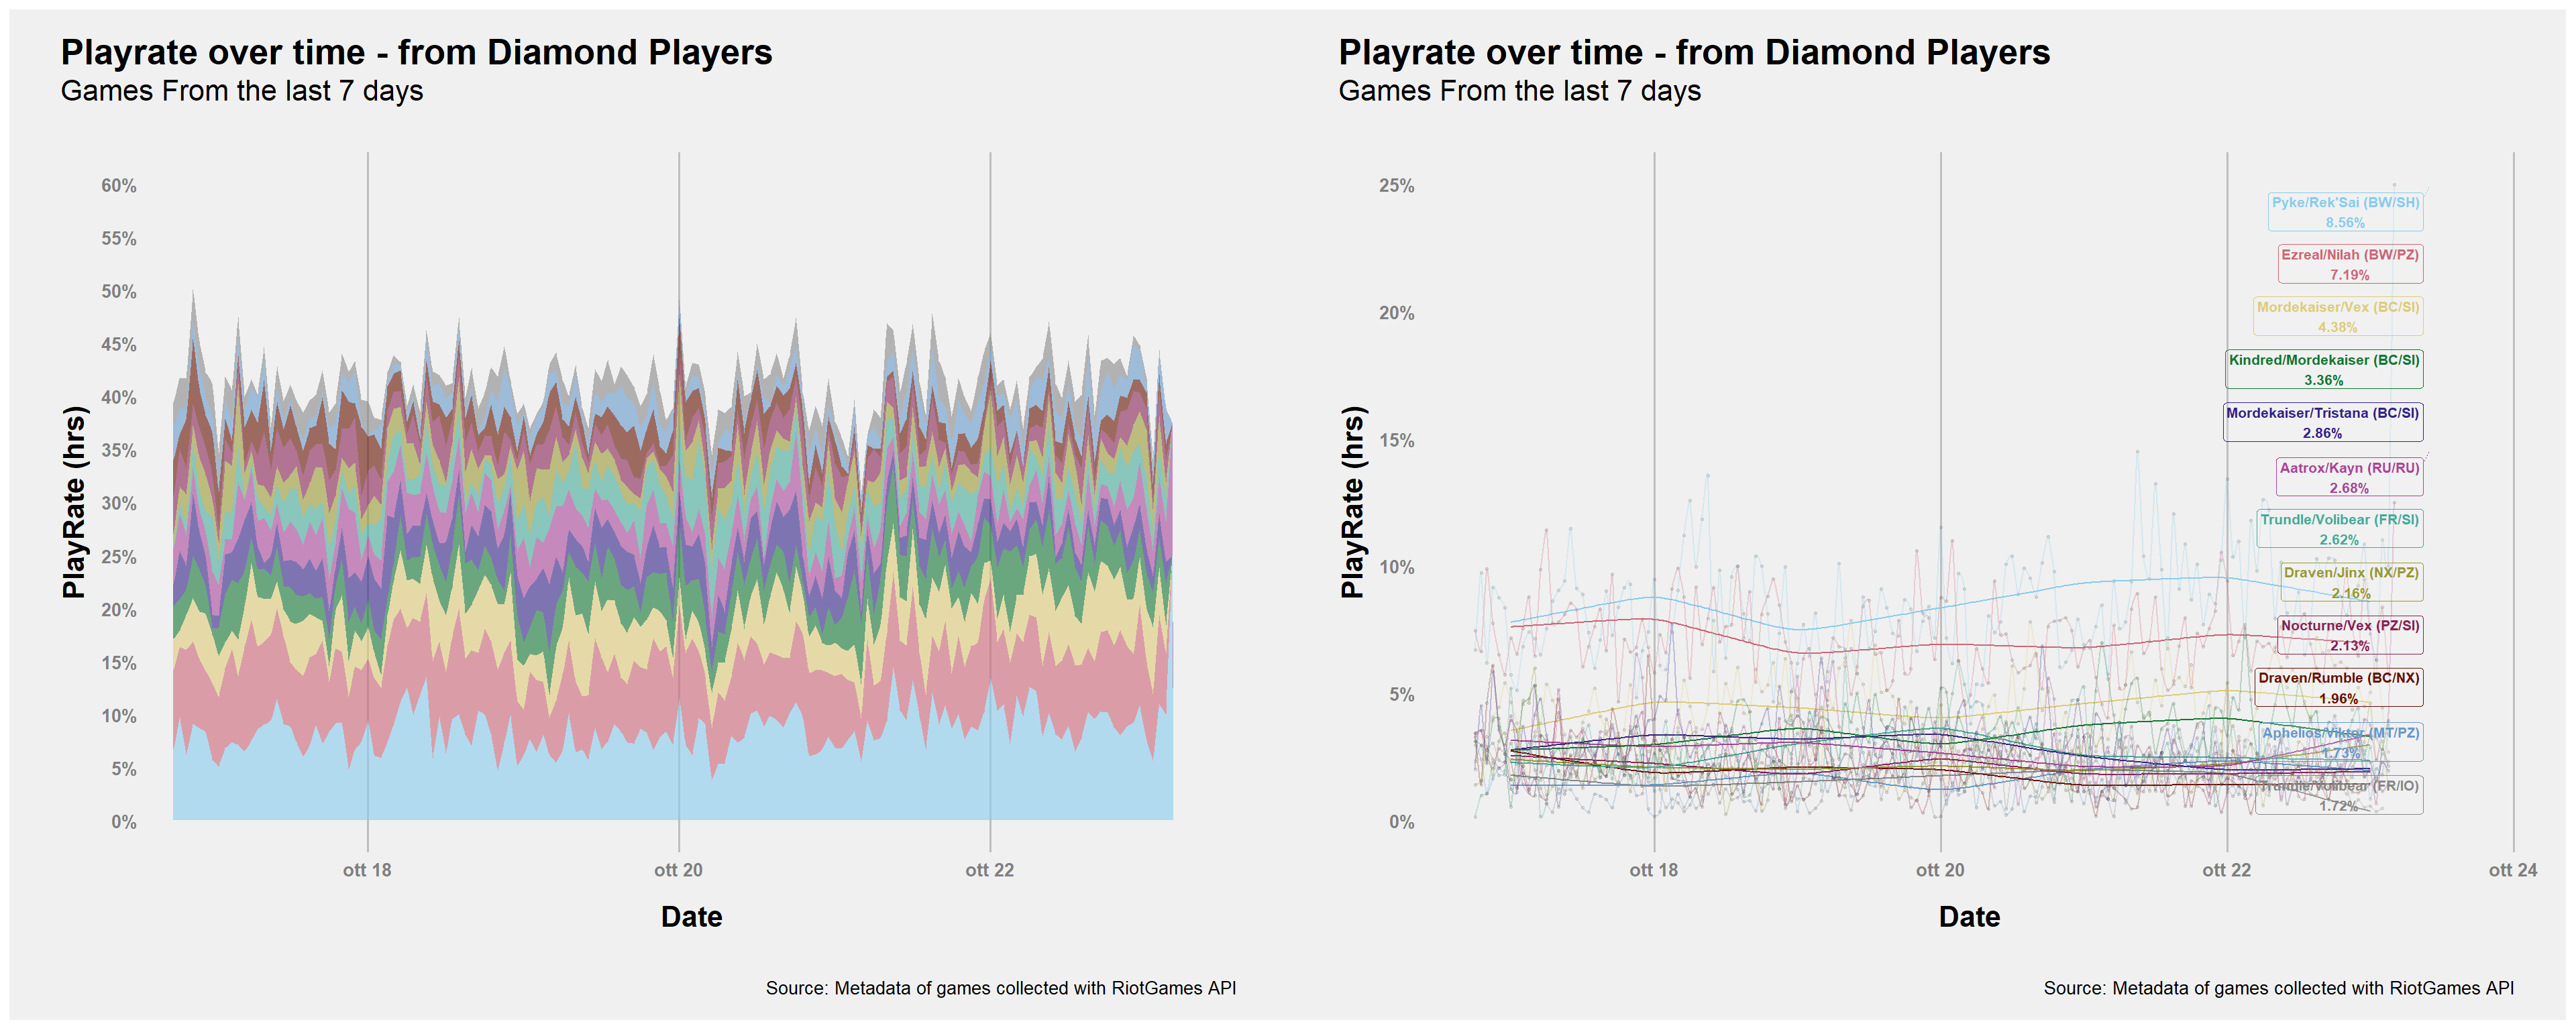 Playrate over time - from Diamond Players
Games From the last 7 days
60%
55%
50%
45%
40%
35%
30%
25%
20%
15%
10%
5%
0%
PlayRate (hrs)
ott 18
ott 20
ott 22
Date
Source: Metadata of games collected with RiotGames API
Playrate over time - from Diamond Players
Games From the last 7 days
25%
20%
15%
10%
5%
0%
PlayRate (hrs)
Pyke/Rek'Sai (BW/SH)
8.56%
Ezreal/Nilah (BW/PZ)
7.19%
Mordekaiser/Vex (BC/SI)
4.38%
Kindred/Mordekaiser (BC/SI)
3.36%
Mordekaiser/Tristana (BC/SI)
2.86%
Aatrox/Kayn (RU/RU)
2.68%
Trundle/Volibear (FR/SI)
2.62%
Draven/Jinx (NX/PZ)
2.16%
Nocturne/Vex (PZ/SI)
2.13%
Draven/Rumble (BC/NX)
1.96%
Aphelios/Viktor (MT/PZ)
1.73%
Trundle/Volibear (FR/IO)
1.72%
ott 18
ott 20
ott 22
ott 24
Date
Source: Metadata of games collected with RiotGames API